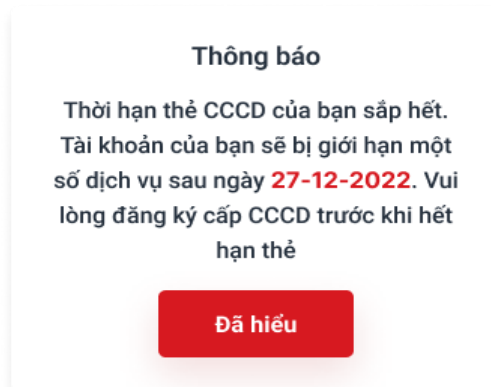 Thông báo
Thời hạn thẻ CCCD của bạn sắp hết.
Tài khoản của bạn sẽ bị giới hạn một
số dịch vụ sau ngày 27-12-2022. Vui
lòng đăng ký cấp CCCD trước khi hết
hạn thẻ
Đã hiểu